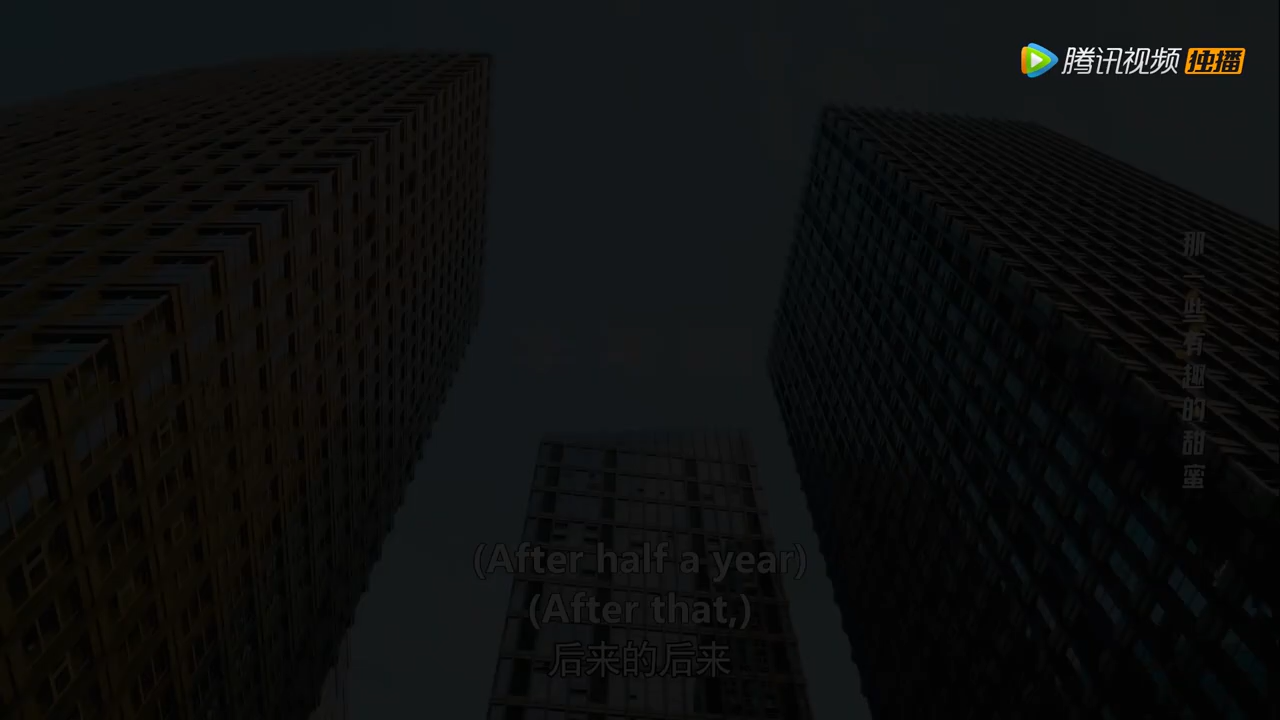 腾讯视频 独播
那一些有趣的甜蜜
(After half a year)
(After that,)
后来的后来